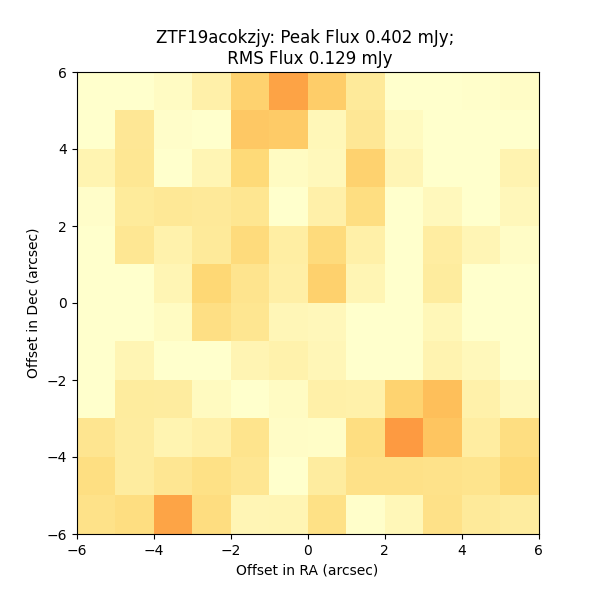 ZTF19acokzjy: Peak Flux 0.402 mJy;
RMS Flux 0.129 mJy
6
4
2
0
−2
−4
−6
Offset in Dec (arcsec)
−6 −4 −2 0 2 4 6
Offset in RA (arcsec)